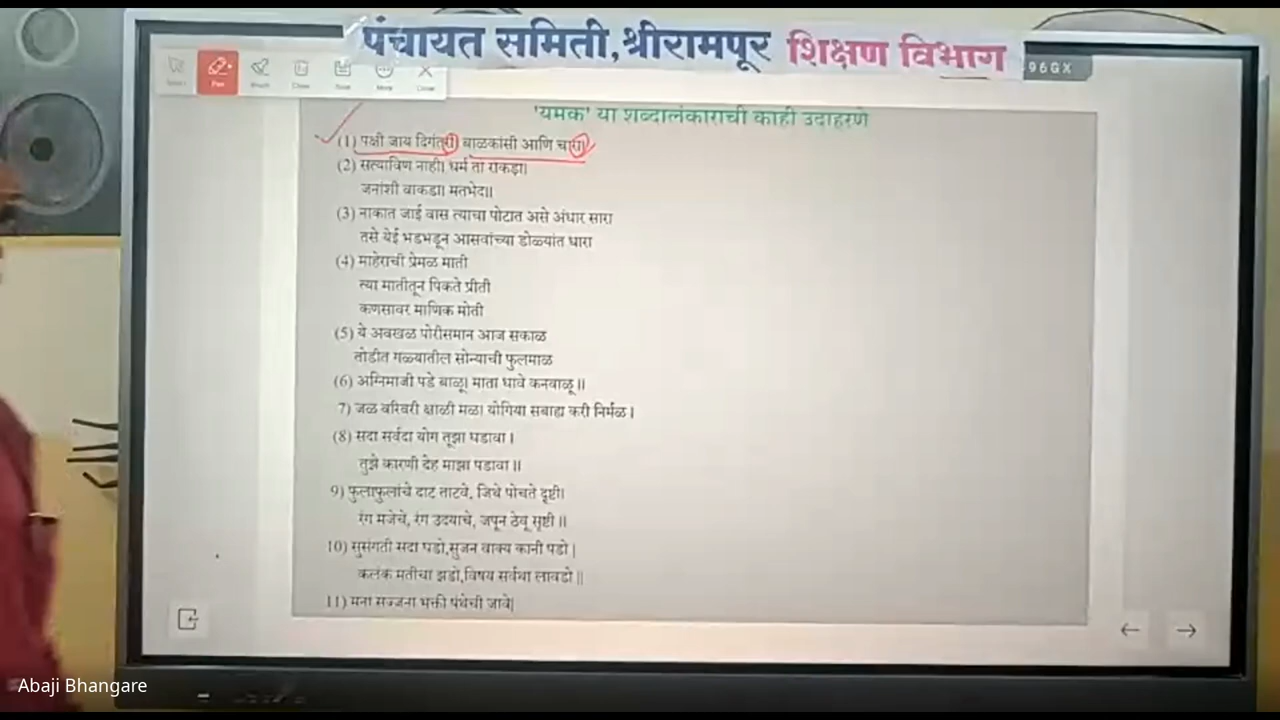 पंचायत समिती,श्रीरामपूर शिक्षण विभाग
96GX
'यमक' या शब्दालंकाराची काही उदाहरणे
(1) पक्षी जाय दिगंतरी बाळकांसी आणि चारा
(2) सत्याविण नाही। धर्म तो रोकडा।
जनांशी वाकडा। मतभेद॥
(3) नाकात जाई वास त्याचा पोटात असे अंधार सारा
तसे येई भडभडून आसवांच्या डोळ्यांत धारा
(4) माहेराची प्रेमळ माती
त्या मातीतून पिकते प्रीती
कणसावर माणिक मोती
(5) ये अवखळ पोरीसमान आज सकाळ
तोडीत गळ्यातील सोन्याची फुलमाळ
(6) अग्निमाजी पडे बाळू। माता धावे कनवाळू॥
7) जळ वरिवरी क्षाळी मळ। योगिया सबाह्य करी निर्मळ।
(8) सदा सर्वदा योग तूझा घडावा।
तुझे कारणी देह माझा पडावा॥
9) फुलाफुलांचे दाट ताटवे, जिथे पोचते दृष्टी।
रंग मजेचे, रंग उदयाचे, जपून ठेवू सृष्टी॥
10) सुसंगती सदा घडो,सुजन वाक्य कानी पडो|
कलंक मतीचा झडो,विषय सर्वथा नावडो||
11) मना सज्जना भक्ती पंथेची जावे|
Abaji Bhangare